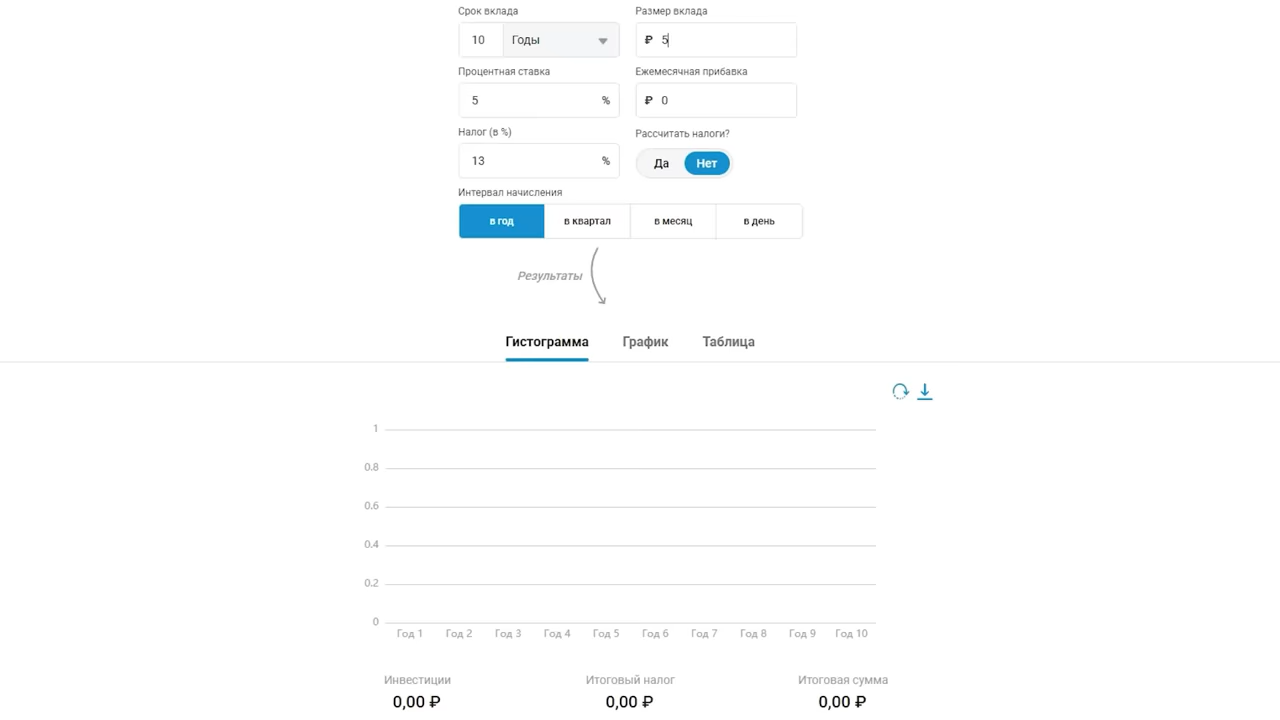 Срок вклада
Размер вклада
10 Годы
₽ 5
Процентная ставка
Ежемесячная прибавка
5 %
₽ 0
Налог (в %)
Рассчитать налоги?
13 %
Да Нет
Интервал начисления
в год в квартал в месяц в день
Результаты
Гистограмма График Таблица
1
0.8
0.6
0.4
0.2
0
Год 1 Год 2 Год 3 Год 4 Год 5 Год 6 Год 7 Год 8 Год 9 Год 10
Инвестиции Итоговый налог Итоговая сумма
0,00 ₽ 0,00 ₽ 0,00 ₽